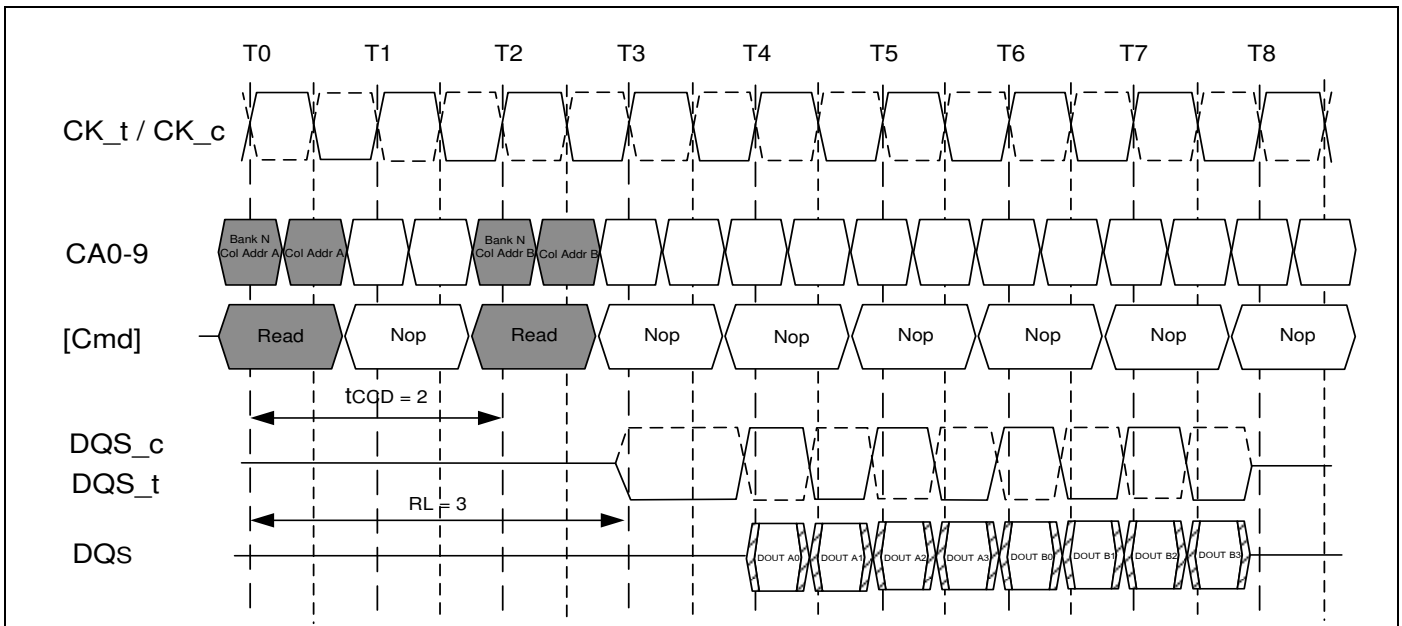 T0 T1 T2 T3 T4 T5 T6 T7 T8
CK_t / CK_c
CA0-9
Bank N
Col Addr A
Col Addr A
Bank N
Col Addr B
Col Addr B
[Cmd]
Read Nop Read Nop Nop Nop Nop Nop Nop
tCCD = 2
DQS_c
DQS_t
RL = 3
DQs
DOUT A0 DOUT A1 DOUT A2 DOUT A3 DOUT B0 DOUT B1 DOUT B2 DOUT B3